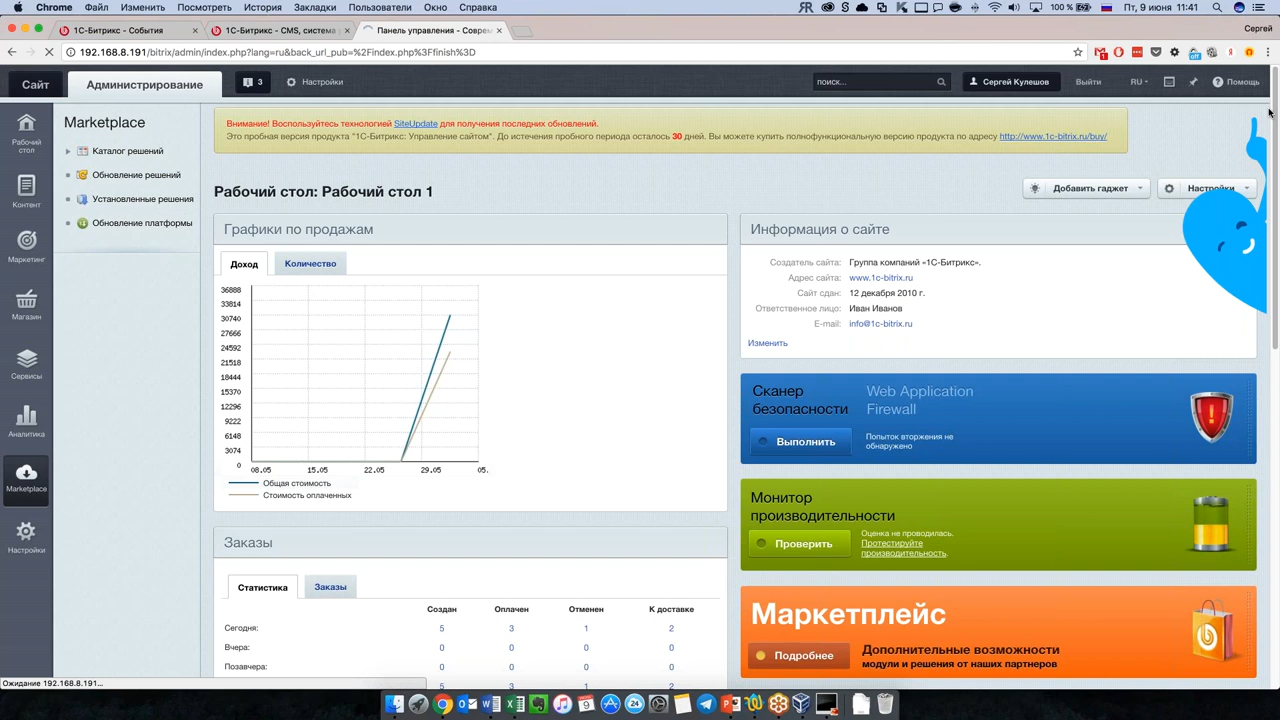 Chrome Файл Изменить Посмотреть История Закладки Пользователи Окно Справка 100 % Пт, 9 июня 11:41
1С-Битрикс - События × 1С-Битрикс - CMS, система у × Панель управления - Соврем × Сергей
192.168.8.191/bitrix/admin/index.php?lang=ru&back_url_pub=%2Findex.php%3Ffinish%3D
Сайт Администрирование 3 Настройки поиск... Сергей Кулешов Выйти RU Помощь
Рабочий стол
Контент
Маркетинг
Магазин
Сервисы
Аналитика
Marketplace
Настройки
Marketplace
Каталог решений
Обновление решений
Установленные решения
Обновление платформы
Внимание! Воспользуйтесь технологией SiteUpdate для получения последних обновлений.
Это пробная версия продукта "1С-Битрикс: Управление сайтом". До истечения пробного периода осталось 30 дней. Вы можете купить полнофункциональную версию продукта по адресу http://www.1c-bitrix.ru/buy/
Рабочий стол: Рабочий стол 1
Добавить гаджет Настройки
Графики по продажам
Доход Количество
36888
33814
30740
27666
24592
21518
18444
15370
12296
9222
6148
3074
0
08.05 15.05 22.05 29.05 05.
Общая стоимость
Стоимость оплаченных
Заказы
Статистика Заказы
Создан Оплачен Отменен К доставке
Сегодня: 5 3 1 2
Вчера: 0 0 0 0
Позавчера: 0 0 0 0
5 3 1 2
Информация о сайте
Создатель сайта: Группа компаний «1С-Битрикс».
Адрес сайта: www.1c-bitrix.ru
Сайт сдан: 12 декабря 2010 г.
Ответственное лицо: Иван Иванов
E-mail: info@1c-bitrix.ru
Изменить
Сканер
безопасности
Web Application
Firewall
Выполнить
Попыток вторжения не
обнаружено
Монитор
производительности
Проверить
Оценка не проводилась.
Протестируйте
производительность.
Маркетплейс
Подробнее
Дополнительные возможности
модули и решения от наших партнеров
Ожидание 192.168.8.191...